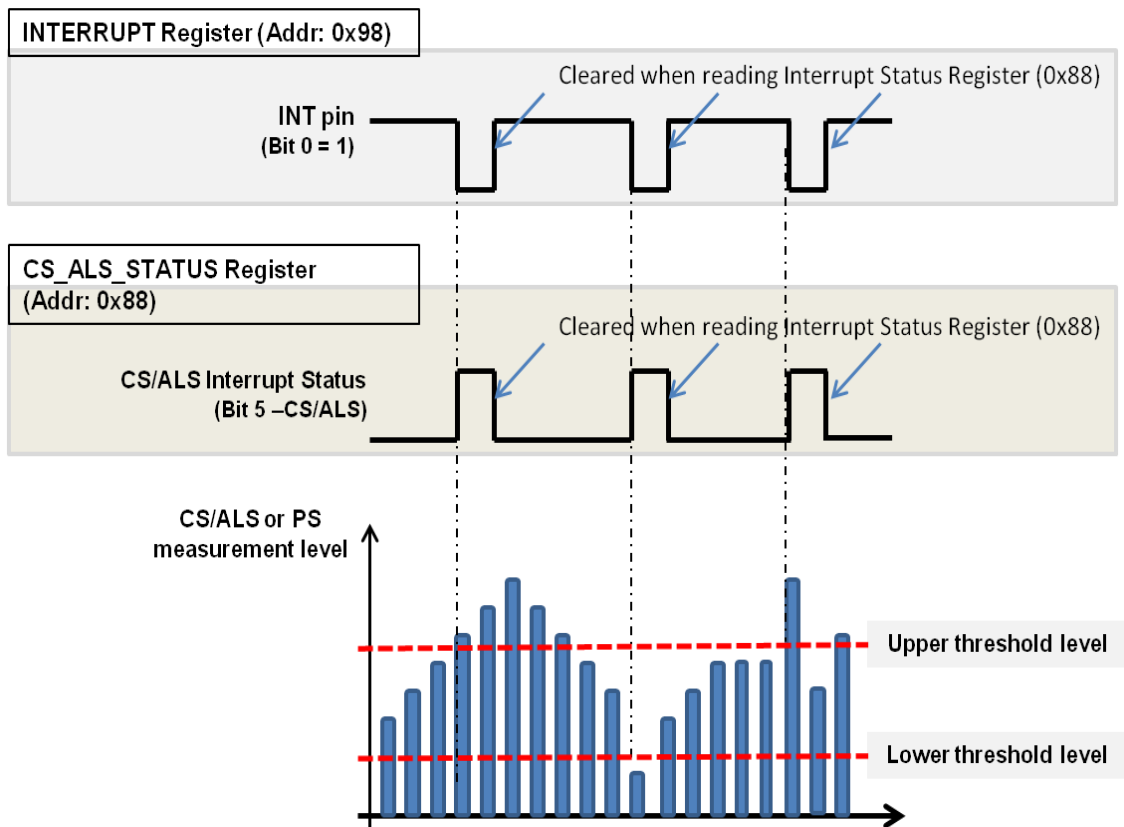 INTERRUPT Register (Addr: 0x98)
Cleared when reading Interrupt Status Register (0x88)
INT pin
(Bit 0 = 1)
CS_ALS_STATUS Register
(Addr: 0x88)
Cleared when reading Interrupt Status Register (0x88)
CS/ALS Interrupt Status
(Bit 5 –CS/ALS)
CS/ALS or PS
measurement level
Upper threshold level
Lower threshold level